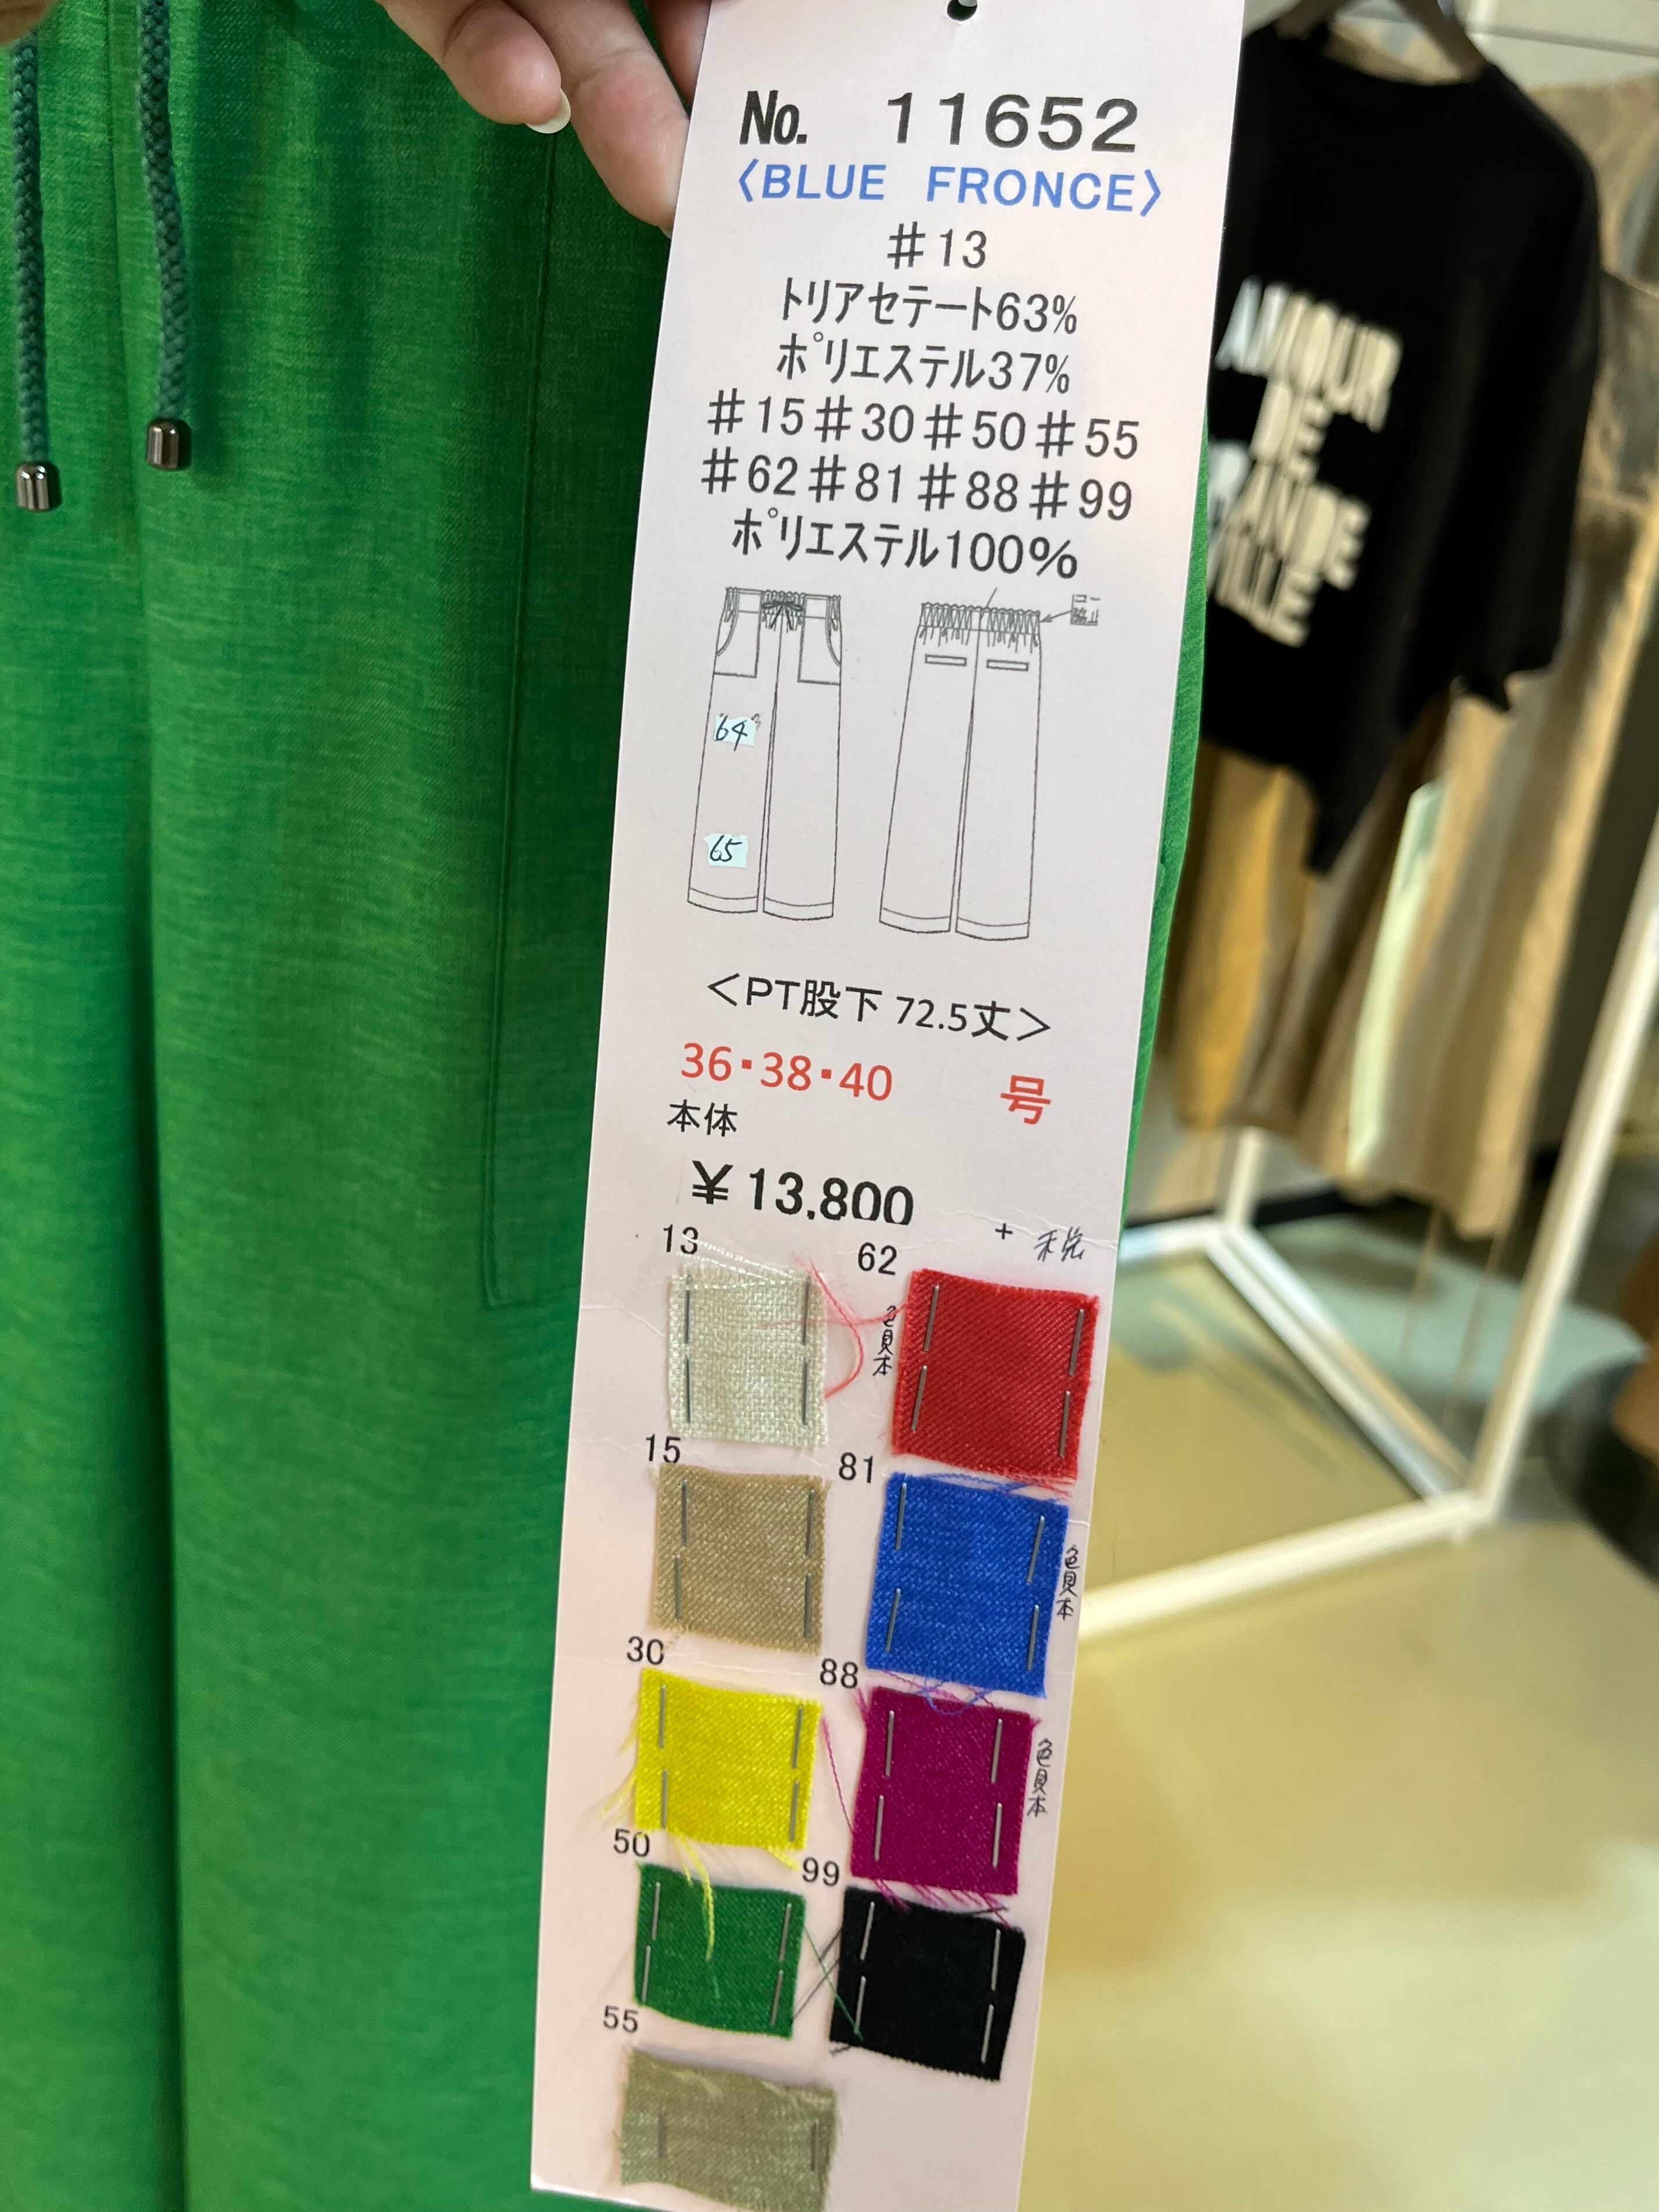 No. 11652
〈BLUE FRONCE〉
＃13
トリアセテート63%
ポリエステル37%
＃15＃30＃50＃55
＃62＃81＃88＃99
ポリエステル100%
64
65
＜PT股下 72.5丈＞
36・38・40 号
本体
￥13.800
+ 税
13
62
色見本
15
81
色見本
30
88
色見本
50
99
55
AMOUR
DE
GRANDE
VILLE